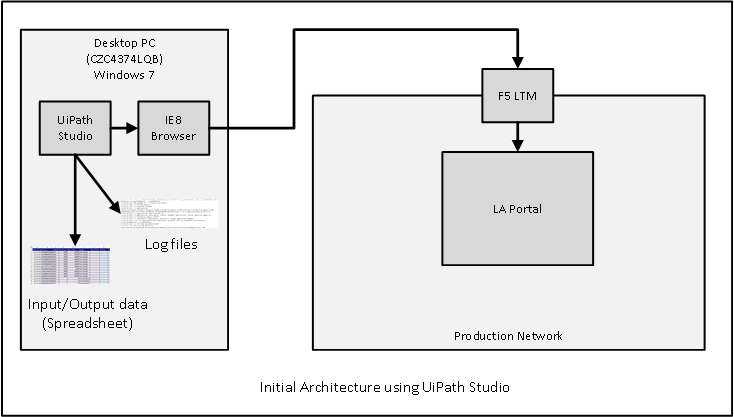 Desktop PC
(CZC4374LQB)
Windows 7
UiPath
Studio
IE8
Browser
F5 LTM
LA Portal
Log files
Input/Output data
(Spreadsheet)
Production Network
Initial Architecture using UiPath Studio